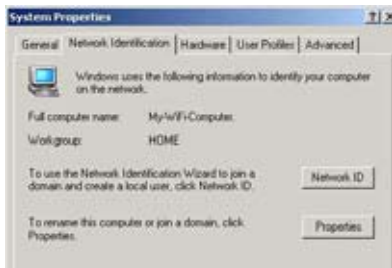 System Properties
General Network Identification Hardware User Profiles Advanced
Windows uses the following information to identify your computer
on the network.
Full computer name: My-WiFi-Computer.
Workgroup: HOME
To use the Network Identification Wizard to join a
domain and create a local user, click Network ID.
Network ID
To rename this computer or join a domain, click
Properties.
Properties